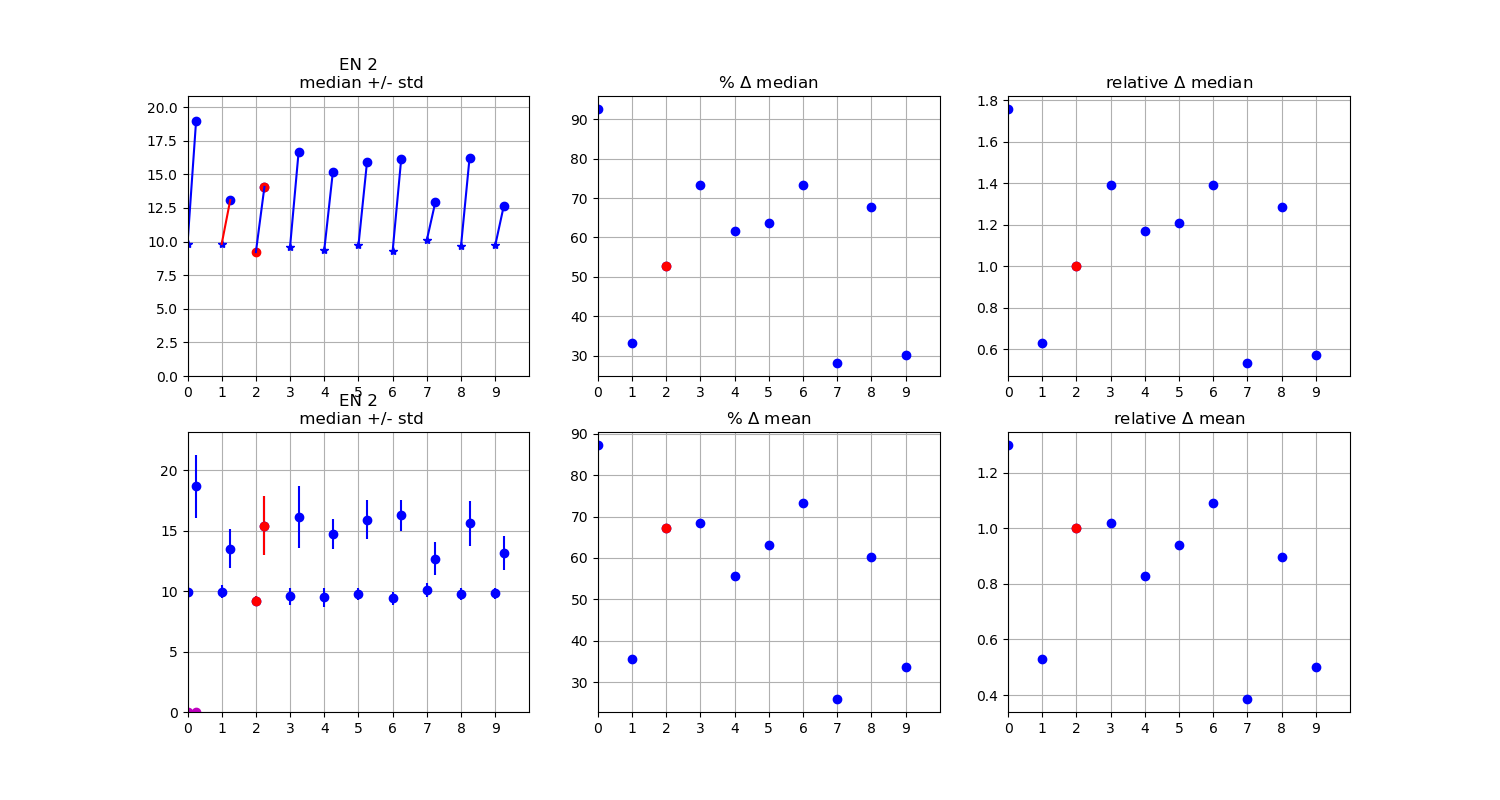 EN 2
median +/- std
% Δ median
relative Δ median
20.0
17.5
15.0
12.5
10.0
7.5
5.0
2.5
0.0
0 1 2 3 4 5 6 7 8 9
90
80
70
60
50
40
30
0 1 2 3 4 5 6 7 8 9
1.8
1.6
1.4
1.2
1.0
0.8
0.6
0 1 2 3 4 5 6 7 8 9
EN 2
median +/- std
% Δ mean
relative Δ mean
20
15
10
5
0
0 1 2 3 4 5 6 7 8 9
90
80
70
60
50
40
30
0 1 2 3 4 5 6 7 8 9
1.2
1.0
0.8
0.6
0.4
0 1 2 3 4 5 6 7 8 9